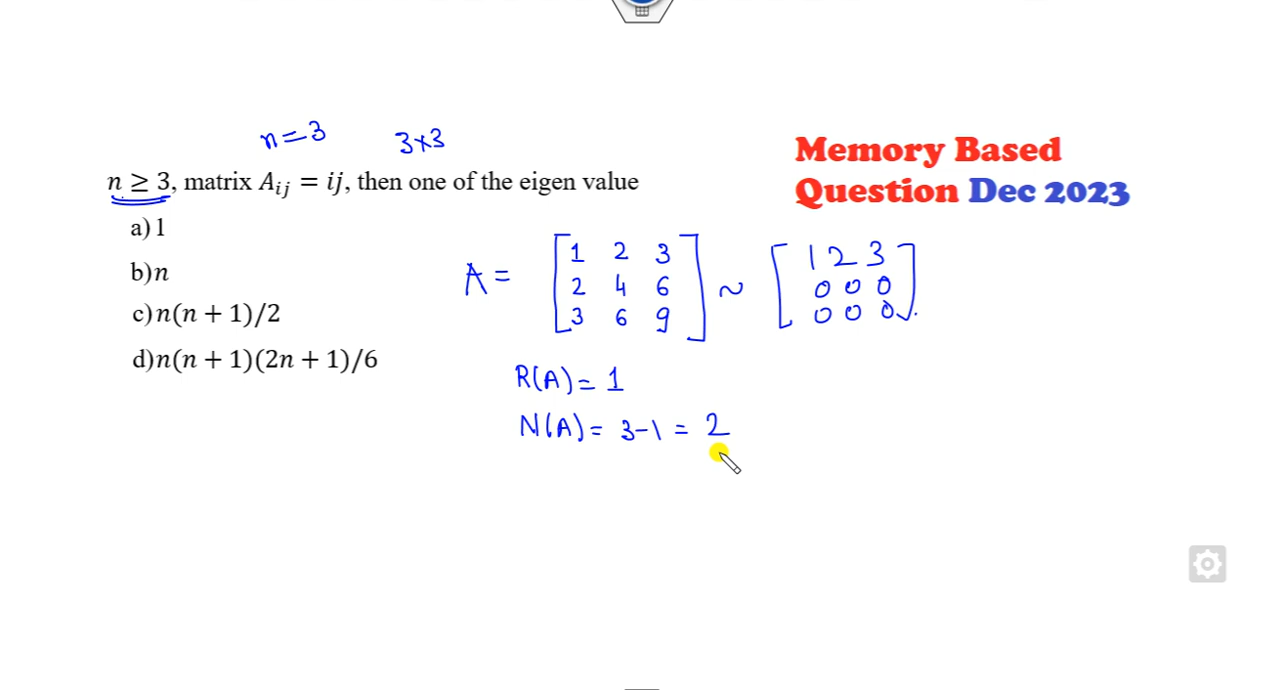 n=3 3×3
Memory Based
Question Dec 2023
n ≥ 3, matrix Aᵢⱼ = ij, then one of the eigen value
a) 1
b)n
c)n(n + 1)/2
d)n(n + 1)(2n + 1)/6
A = [1 2 3 ~ [1 2 3
2 4 6 0 0 0
3 6 9] 0 0 0].
R(A) = 1
N(A) = 3-1 = 2